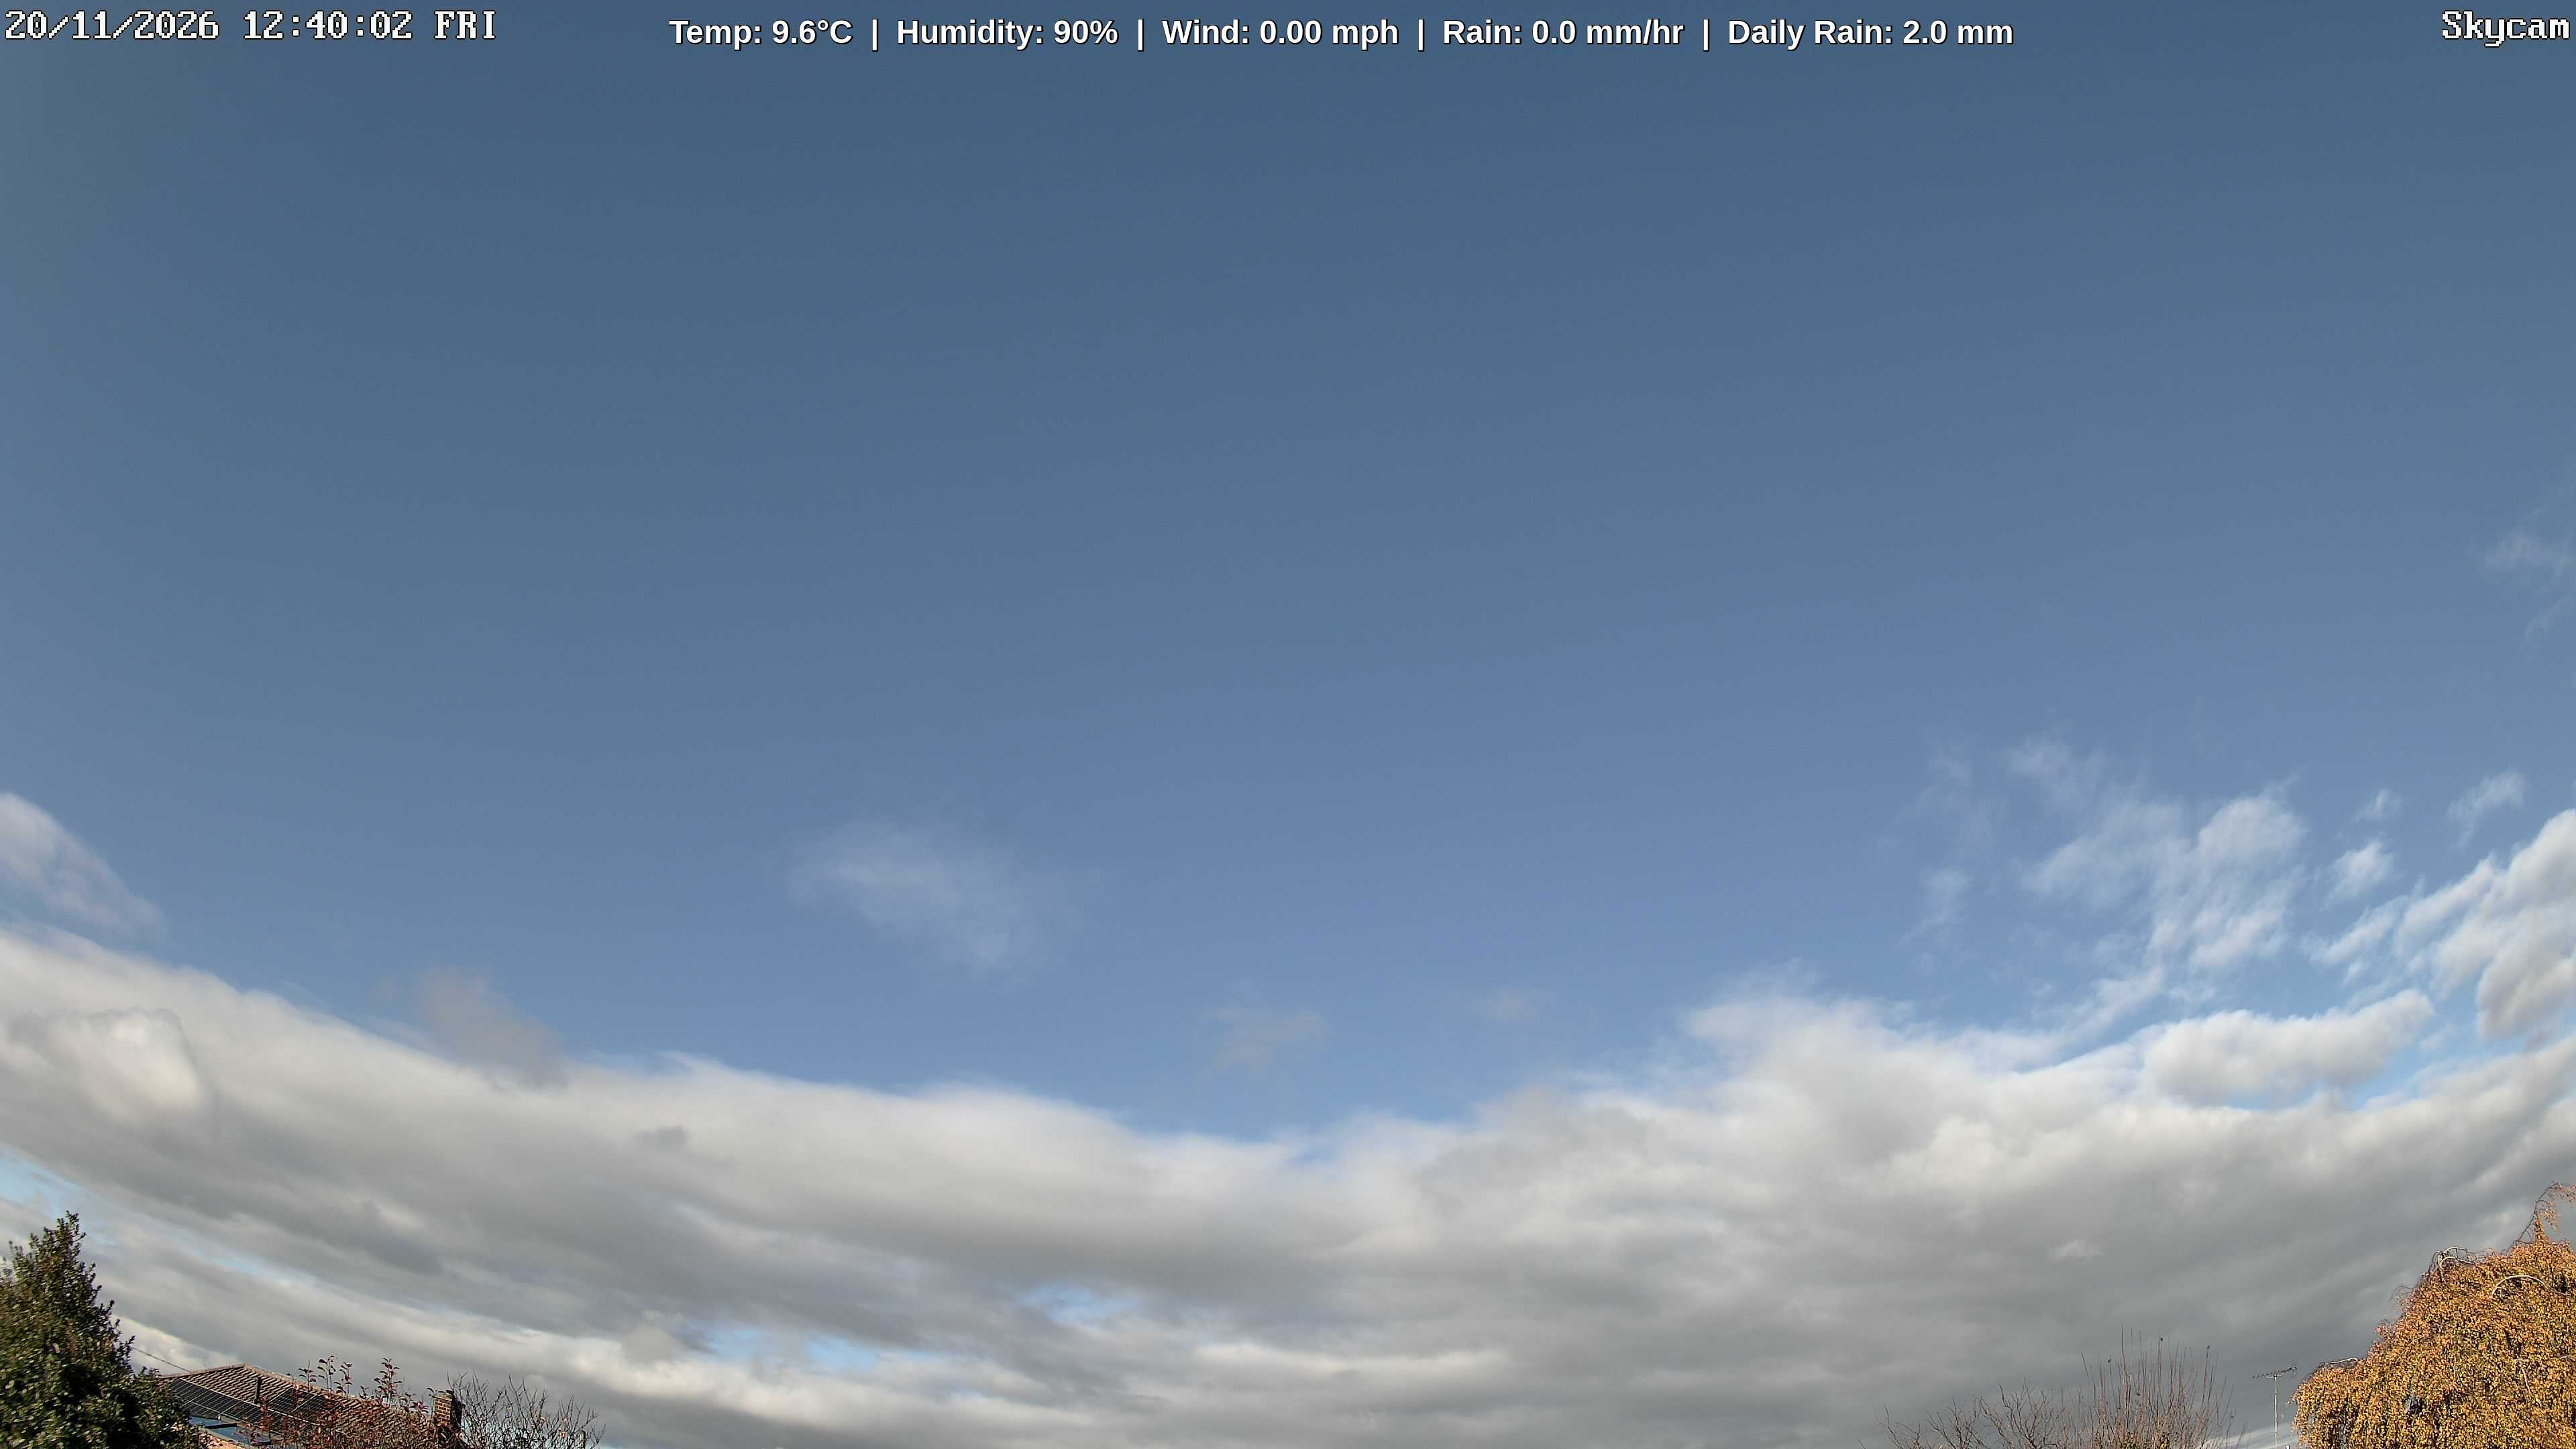 20/11/2026 12:40:02 FRI
Temp: 9.6°C | Humidity: 90% | Wind: 0.00 mph | Rain: 0.0 mm/hr | Daily Rain: 2.0 mm
Skycam